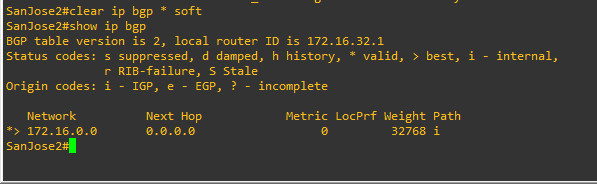 SanJose2#clear ip bgp * soft
SanJose2#show ip bgp
BGP table version is 2, local router ID is 172.16.32.1
Status codes: s suppressed, d damped, h history, * valid, > best, i - internal,
r RIB-failure, S Stale
Origin codes: i - IGP, e - EGP, ? - incomplete
Network Next Hop Metric LocPrf Weight Path
*> 172.16.0.0 0.0.0.0 0 32768 i
SanJose2#